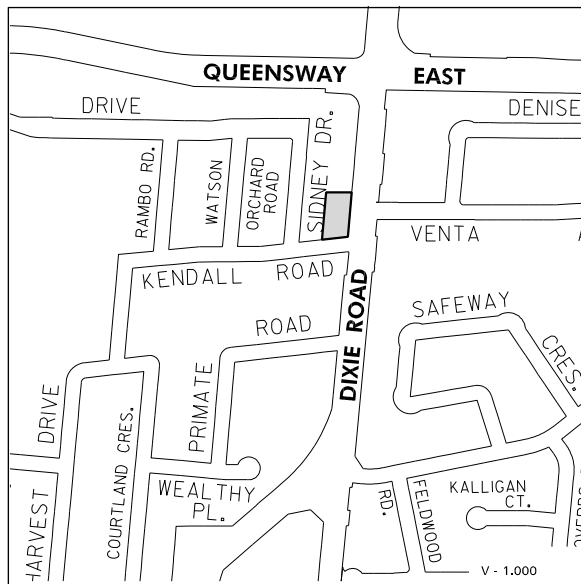 QUEENSWAY EAST
DRIVE
DENISE
SIDNEY DR.
RAMBO RD.
WATSON
ORCHARD
ROAD
VENTA
KENDALL ROAD
DIXIE ROAD
SAFEWAY
CRES.
ROAD
PRIMATE
DRIVE
COURTLAND CRES.
HARVEST
WEALTHY
PL.
RD.
FELDWOOD
KALLIGAN
CT.
V - 1.000